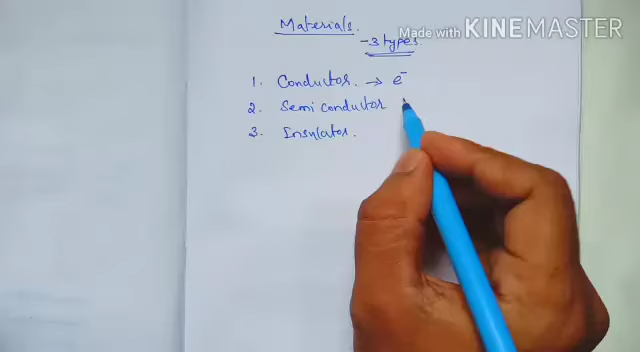 Materials.
Made with KINEMASTER
- 3 types.
1. Conductor. → e⁻
2. Semi conductor
3. Insulator.